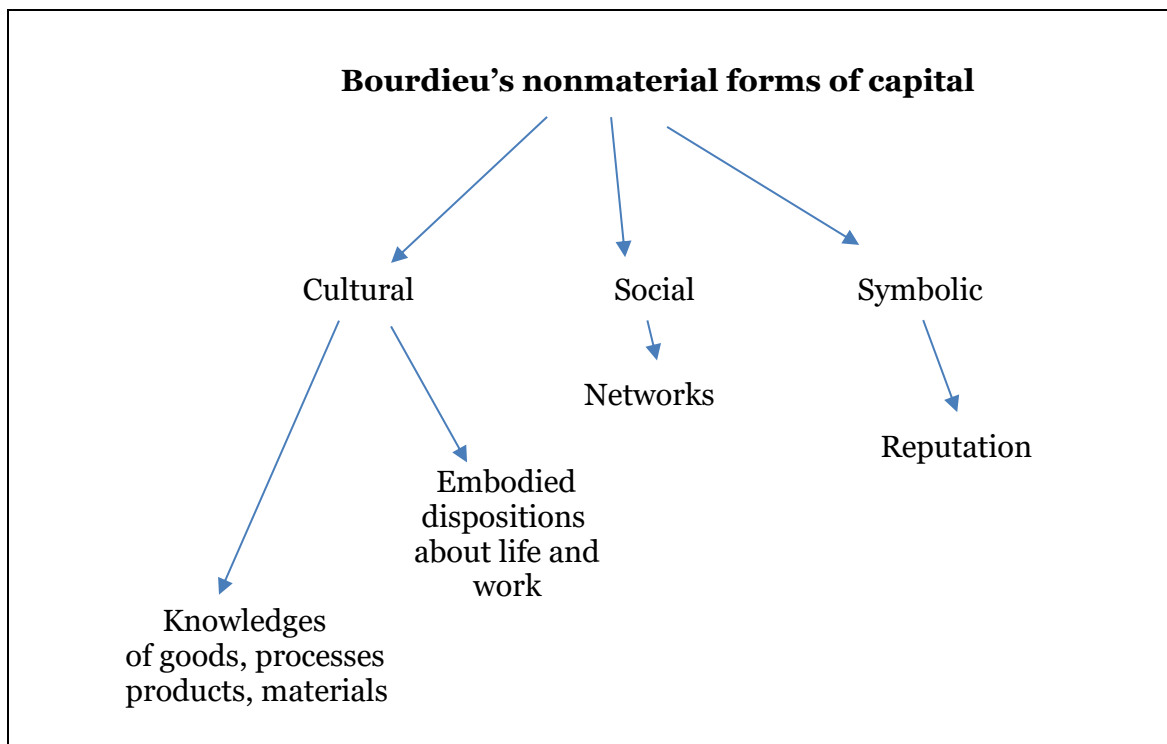 Bourdieu’s nonmaterial forms of capital
Cultural
Social
Symbolic
Networks
Reputation
Embodied
dispositions
about life and
work
Knowledges
of goods, processes
products, materials